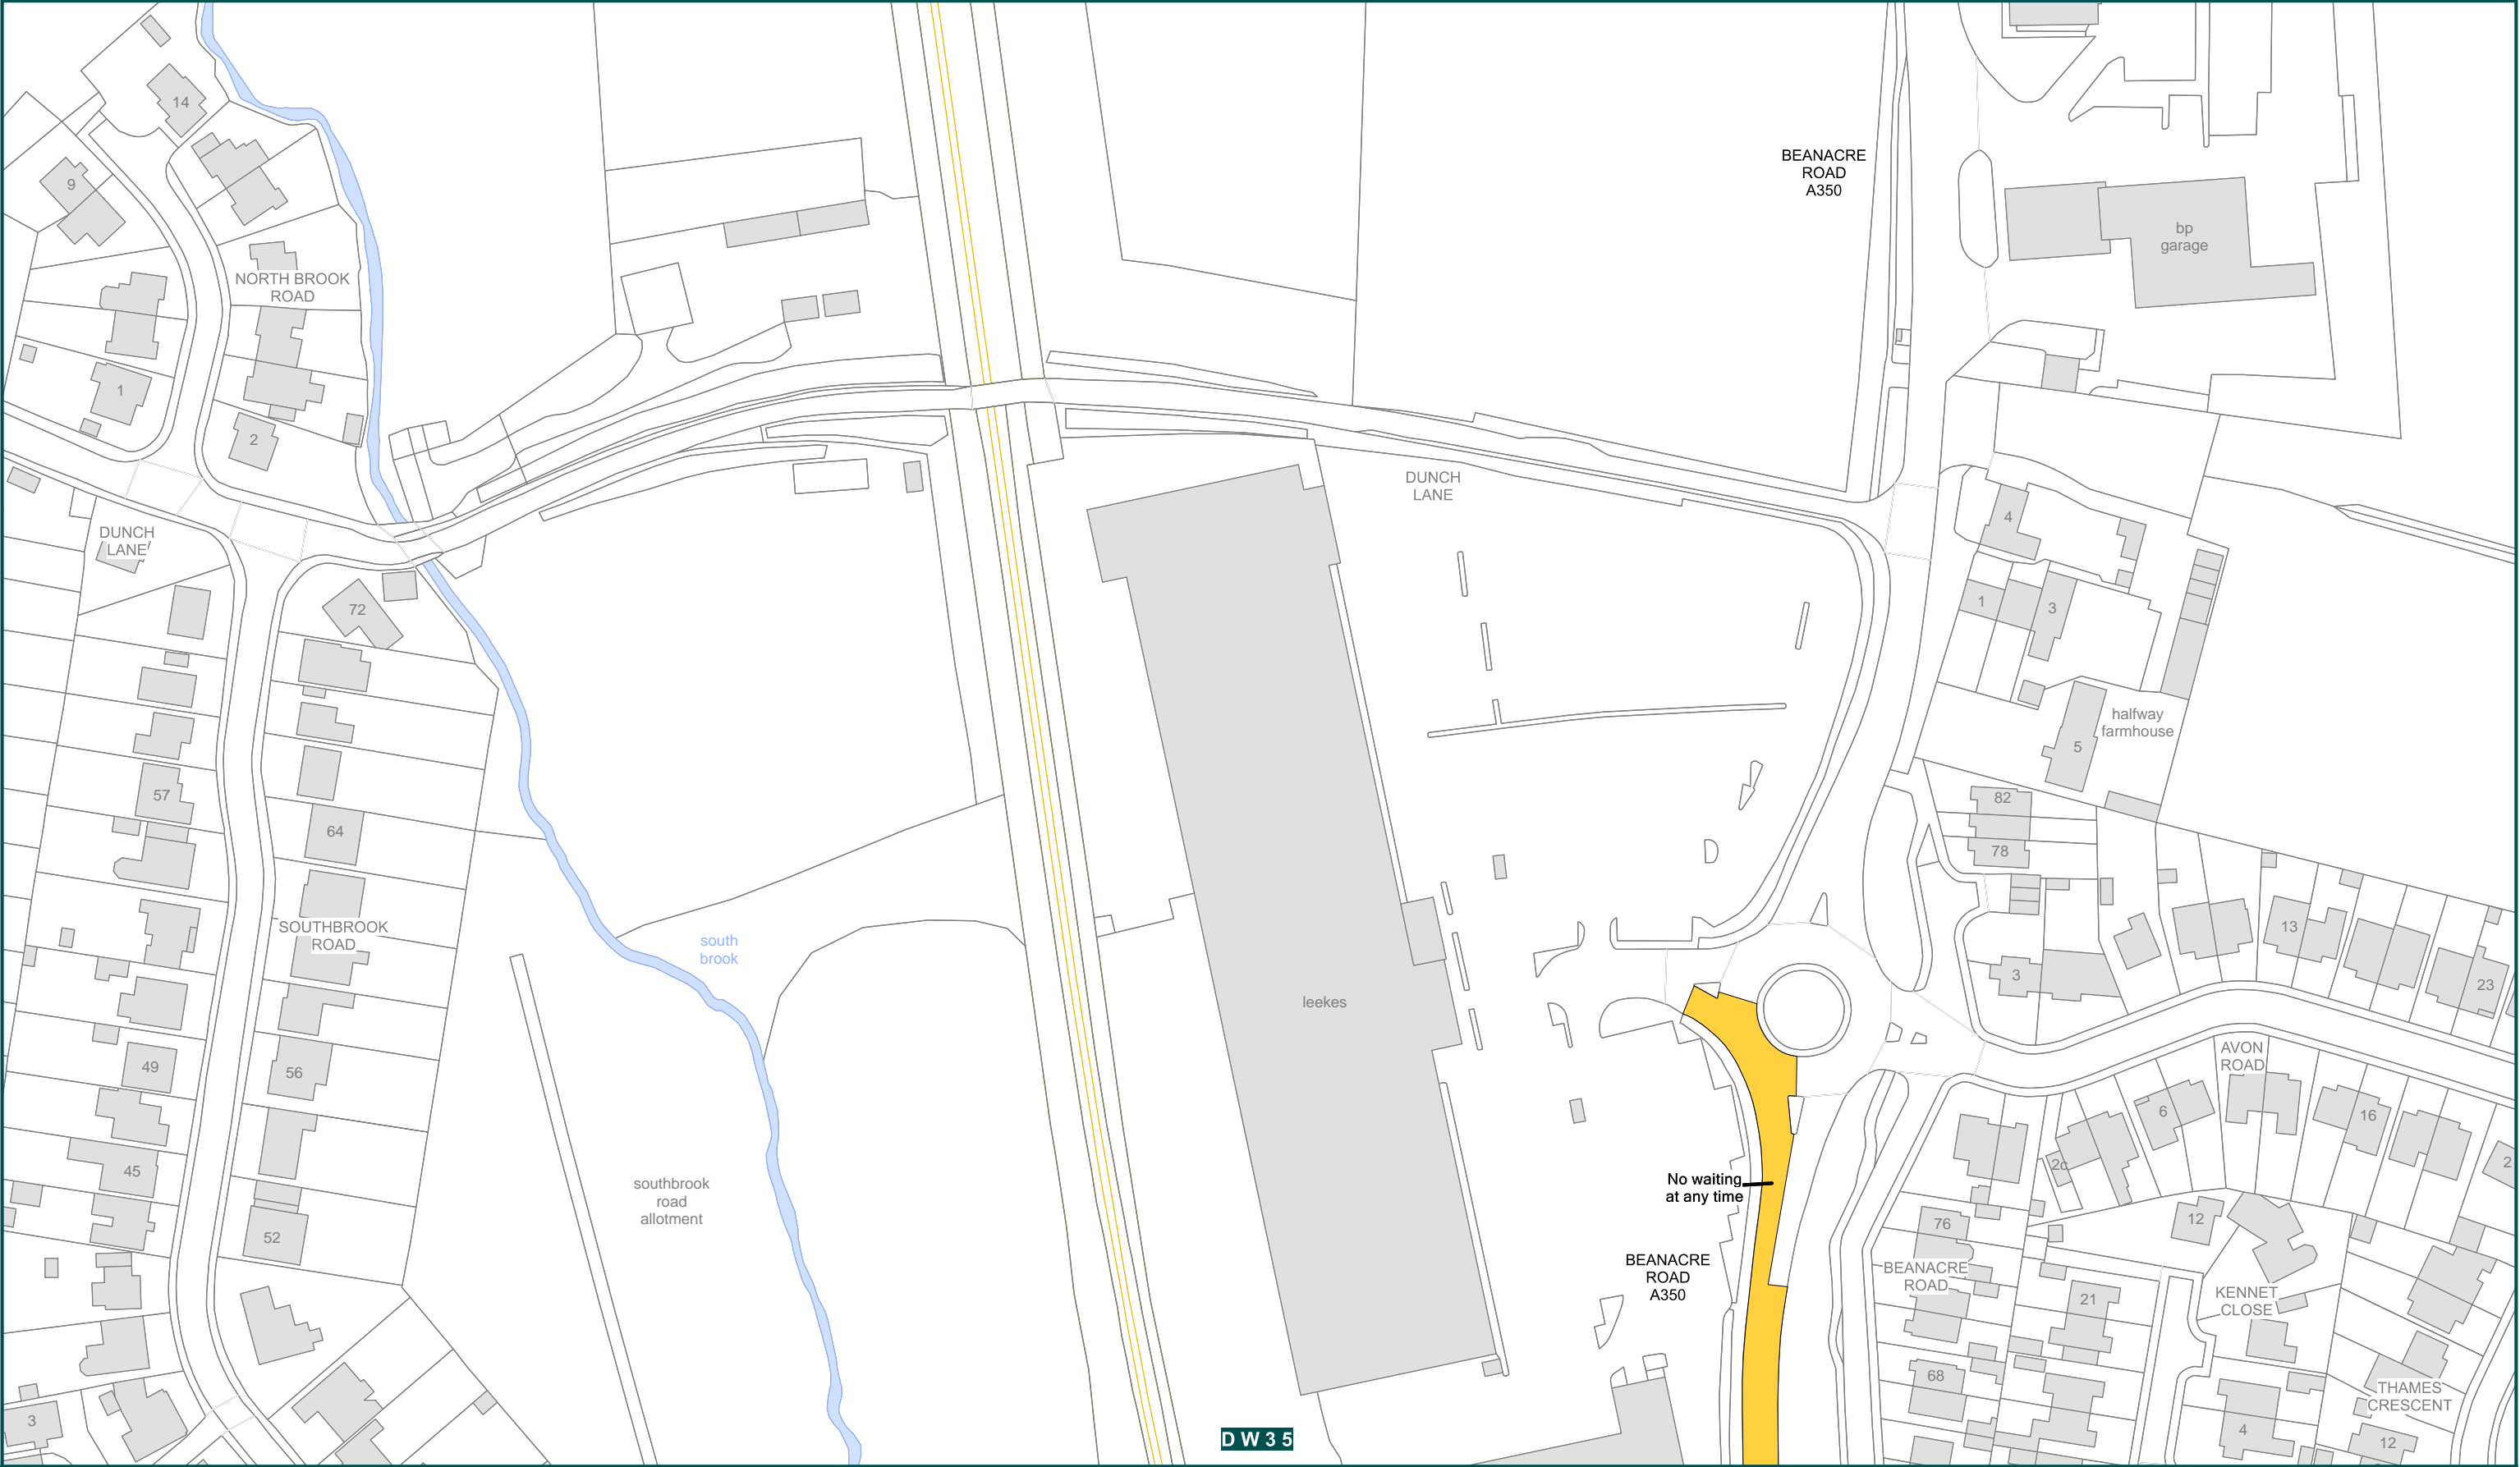 14
9
NORTH BROOK
ROAD
1
2
DUNCH
LANE
72
57
64
SOUTHBROOK
ROAD
49
56
45
52
3
south
brook
southbrook
road
allotment
leekes
DUNCH
LANE
BEANACRE
ROAD
A350
bp
garage
4
1
3
halfway
farmhouse
5
82
78
13
3
23
AVON
ROAD
6
16
2c
2
No waiting
at any time
76
12
BEANACRE
ROAD
A350
BEANACRE
ROAD
21
KENNET
CLOSE
68
THAMES
CRESCENT
4
12
D W 3 5